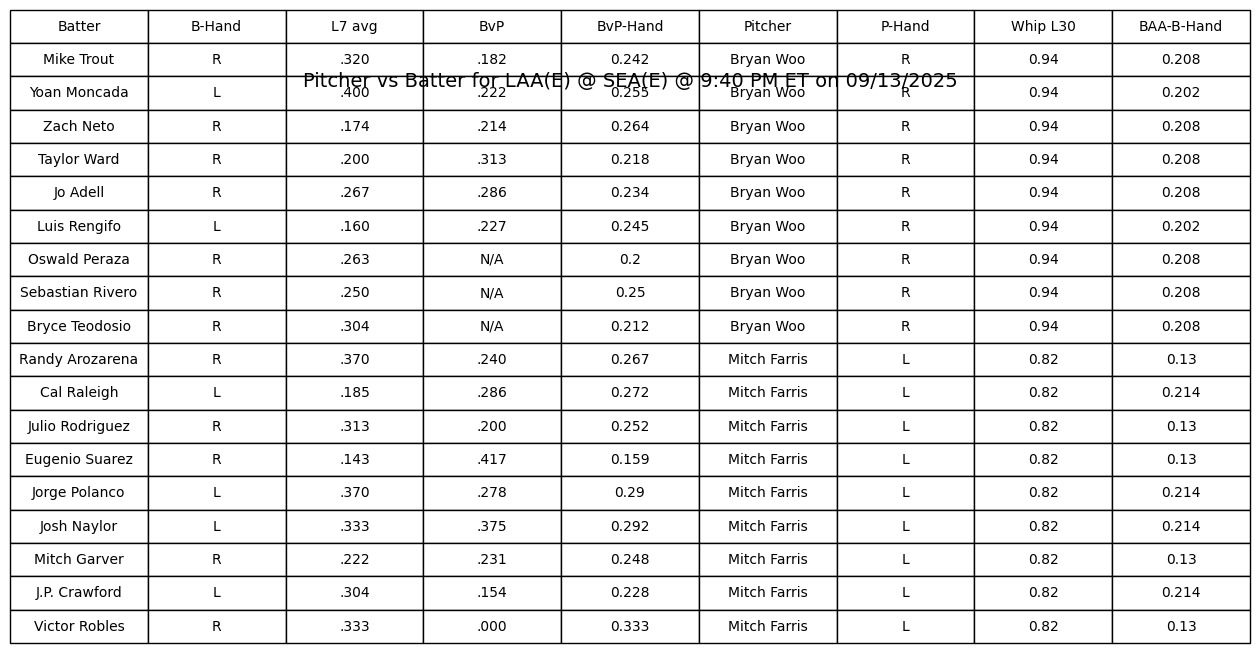 Batter B-Hand L7 avg BvP BvP-Hand Pitcher P-Hand Whip L30 BAA-B-Hand
Mike Trout R .320 .182 0.242 Bryan Woo R 0.94 0.208
Pitcher vs Batter for LAA(E) @ SEA(E) @ 9:40 PM ET on 09/13/2025
Yoan Moncada L .400 .222 0.255 Bryan Woo R 0.94 0.202
Zach Neto R .174 .214 0.264 Bryan Woo R 0.94 0.208
Taylor Ward R .200 .313 0.218 Bryan Woo R 0.94 0.208
Jo Adell R .267 .286 0.234 Bryan Woo R 0.94 0.208
Luis Rengifo L .160 .227 0.245 Bryan Woo R 0.94 0.202
Oswald Peraza R .263 N/A 0.2 Bryan Woo R 0.94 0.208
Sebastian Rivero R .250 N/A 0.25 Bryan Woo R 0.94 0.208
Bryce Teodosio R .304 N/A 0.212 Bryan Woo R 0.94 0.208
Randy Arozarena R .370 .240 0.267 Mitch Farris L 0.82 0.13
Cal Raleigh L .185 .286 0.272 Mitch Farris L 0.82 0.214
Julio Rodriguez R .313 .200 0.252 Mitch Farris L 0.82 0.13
Eugenio Suarez R .143 .417 0.159 Mitch Farris L 0.82 0.13
Jorge Polanco L .370 .278 0.29 Mitch Farris L 0.82 0.214
Josh Naylor L .333 .375 0.292 Mitch Farris L 0.82 0.214
Mitch Garver R .222 .231 0.248 Mitch Farris L 0.82 0.13
J.P. Crawford L .304 .154 0.228 Mitch Farris L 0.82 0.214
Victor Robles R .333 .000 0.333 Mitch Farris L 0.82 0.13